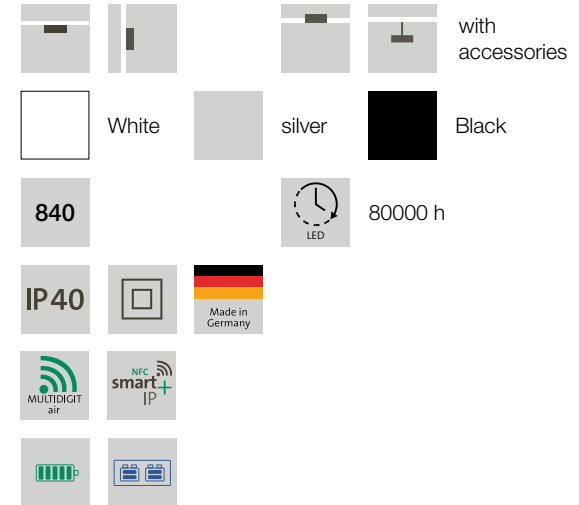 with
accessories
White
silver
Black
840
LED
80000 h
IP40
Made in
Germany
MULTIDIGIT
air
NFC
smart+
IP